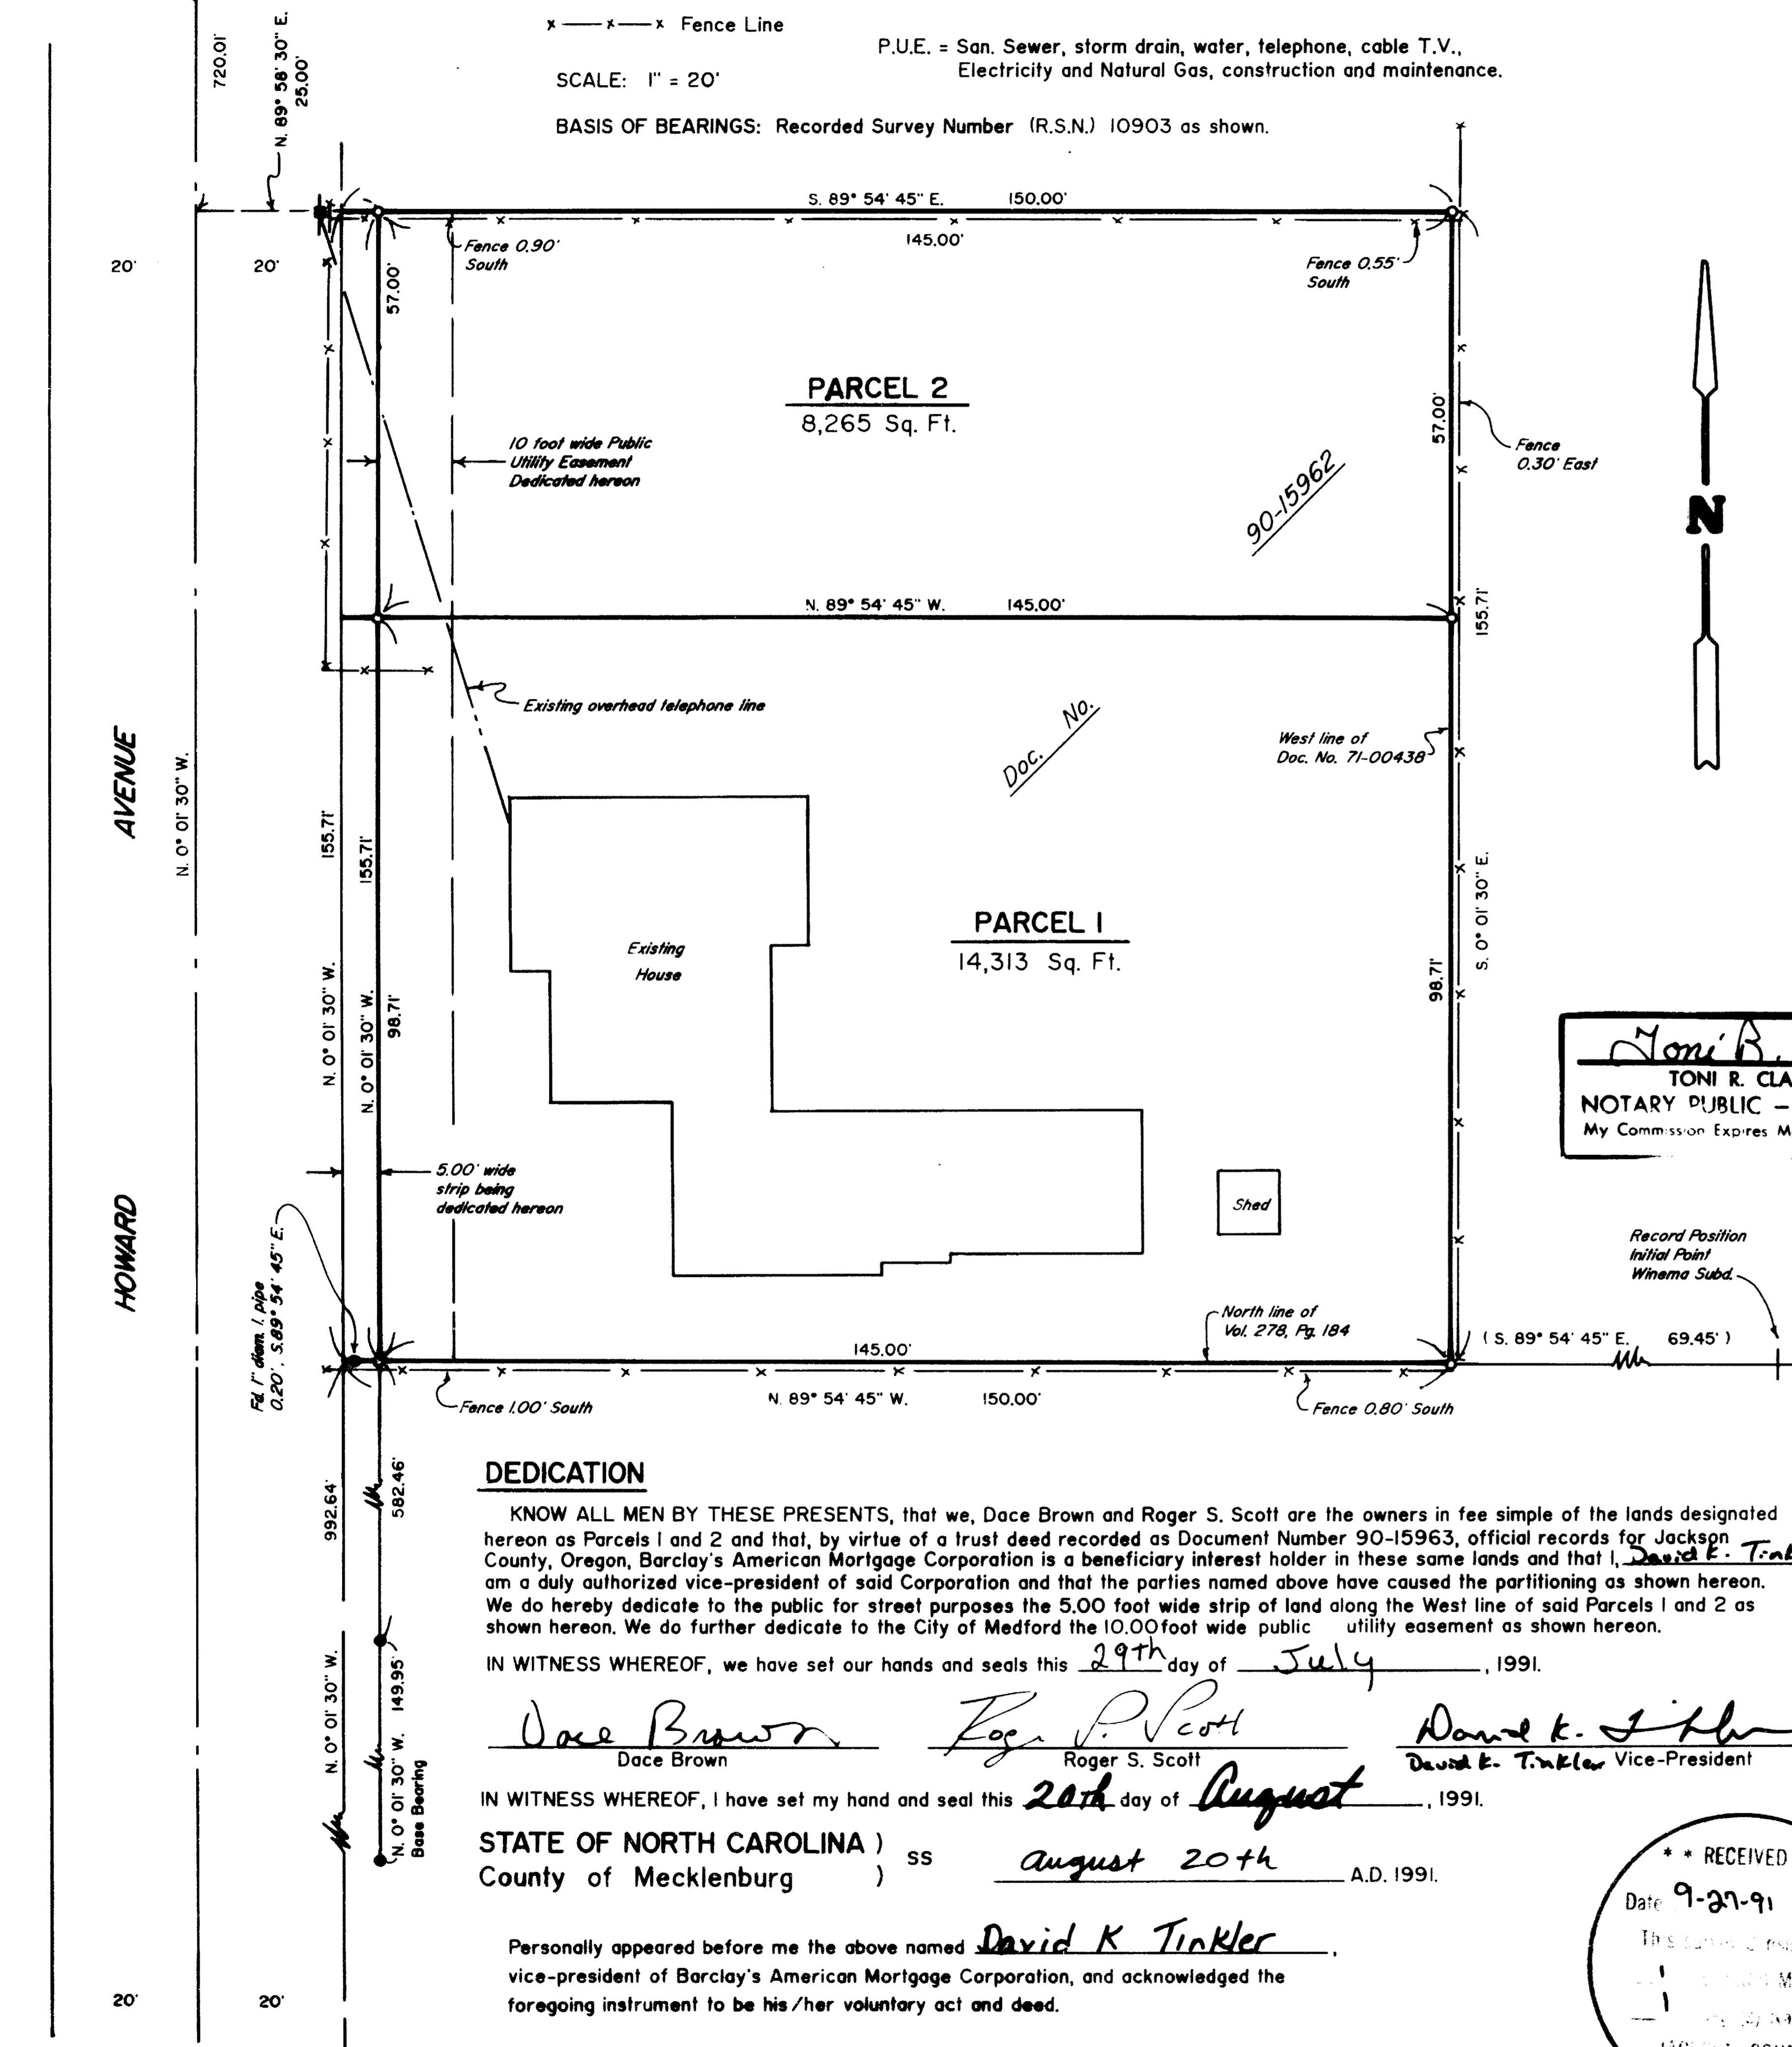 720.01'
N. 89° 58' 30" E.
25.00'
x — x — x Fence Line
SCALE: 1" = 20'
BASIS OF BEARINGS: Recorded Survey Number (R.S.N.) 10903 as shown.
P.U.E. = San. Sewer, storm drain, water, telephone, cable T.V.,
Electricity and Natural Gas, construction and maintenance.
S. 89° 54' 45" E. 150.00'
145.00'
20'
20'
Fence 0.90'
South
Fence 0.55'
South
57.00'
PARCEL 2
8,265 Sq. Ft.
57.00'
Fence
0.30' East
10 foot wide Public
Utility Easement
Dedicated hereon
90-15962
N
N. 89° 54' 45" W. 145.00'
155.71'
Existing overhead telephone line
Doc. No.
West line of
Doc. No. 71-00438
HOWARD AVENUE
N. 0° 01' 30" W.
155.71'
N. 0° 01' 30" W.
155.71'
N. 0° 01' 30" W.
98.71'
Existing
House
PARCEL 1
14,313 Sq. Ft.
98.71'
S. 0° 01' 30" E.
Toni R.
TONI R. CLA
NOTARY PUBLIC –
My Commission Expires M
5.00' wide
strip being
dedicated hereon
Shed
Record Position
Initial Point
Winema Subd.
Fd. 1" diam. I. pipe
0.20', S.89° 54' 45" E.
North line of
Vol. 278, Pg. 184
145.00'
( S. 89° 54' 45" E. 69.45' )
Fence 1.00' South
N. 89° 54' 45" W. 150.00'
Fence 0.80' South
992.64'
582.46'
N. 0° 01' 30" W.
N. 0° 01' 30" W. 149.95'
Base Bearing
DEDICATION
KNOW ALL MEN BY THESE PRESENTS, that we, Dace Brown and Roger S. Scott are the owners in fee simple of the lands designated
hereon as Parcels 1 and 2 and that, by virtue of a trust deed recorded as Document Number 90-15963, official records for Jackson
County, Oregon, Barclay's American Mortgage Corporation is a beneficiary interest holder in these same lands and that I, David K. Tink
am a duly authorized vice-president of said Corporation and that the parties named above have caused the partitioning as shown hereon.
We do hereby dedicate to the public for street purposes the 5.00 foot wide strip of land along the West line of said Parcels 1 and 2 as
shown hereon. We do further dedicate to the City of Medford the 10.00 foot wide public utility easement as shown hereon.
IN WITNESS WHEREOF, we have set our hands and seals this 29th day of July, 1991.
Dace Brown Roger S. Scott David K. Tinkler
Dace Brown Roger S. Scott David K. Tinkler Vice-President
IN WITNESS WHEREOF, I have set my hand and seal this 20th day of August, 1991.
STATE OF NORTH CAROLINA )
County of Mecklenburg ) SS
August 20th A.D. 1991.
Personally appeared before me the above named David K Tinkler,
vice-president of Barclay's American Mortgage Corporation, and acknowledged the
foregoing instrument to be his/her voluntary act and deed.
20'
20'
* * RECEIVED
Date 9-27-91